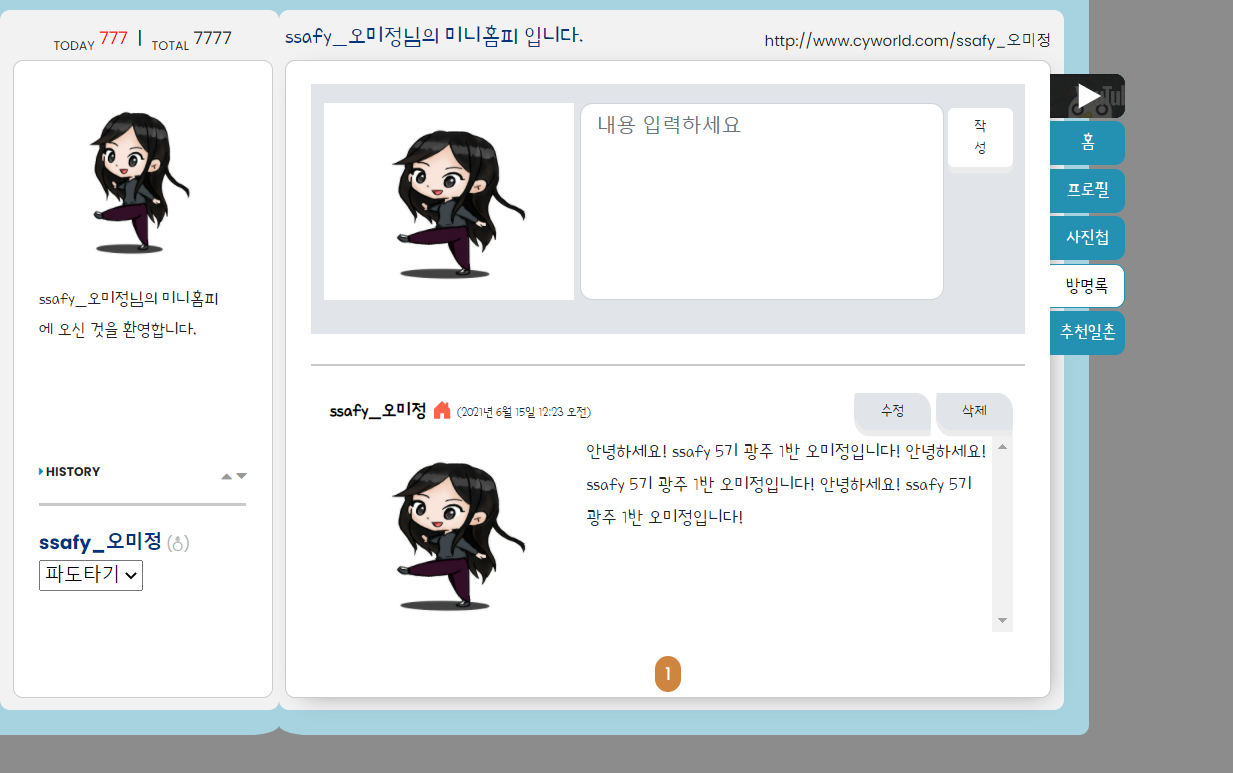 TODAY 777 | TOTAL 7777
ssafy_오미정님의 미니홈피 입니다.
http://www.cyworld.com/ssafy_오미정
ssafy_오미정님의 미니홈피
에 오신 것을 환영합니다.
HISTORY
ssafy_오미정 (☃)
파도타기
내용 입력하세요
작
성
ssafy_오미정 (2021년 6월 15일 12:23 오전)
수정
삭제
안녕하세요! ssafy 5기 광주 1반 오미정입니다! 안녕하세요!
ssafy 5기 광주 1반 오미정입니다! 안녕하세요! ssafy 5기
광주 1반 오미정입니다!
1
홈
프로필
사진첩
방명록
추천일촌